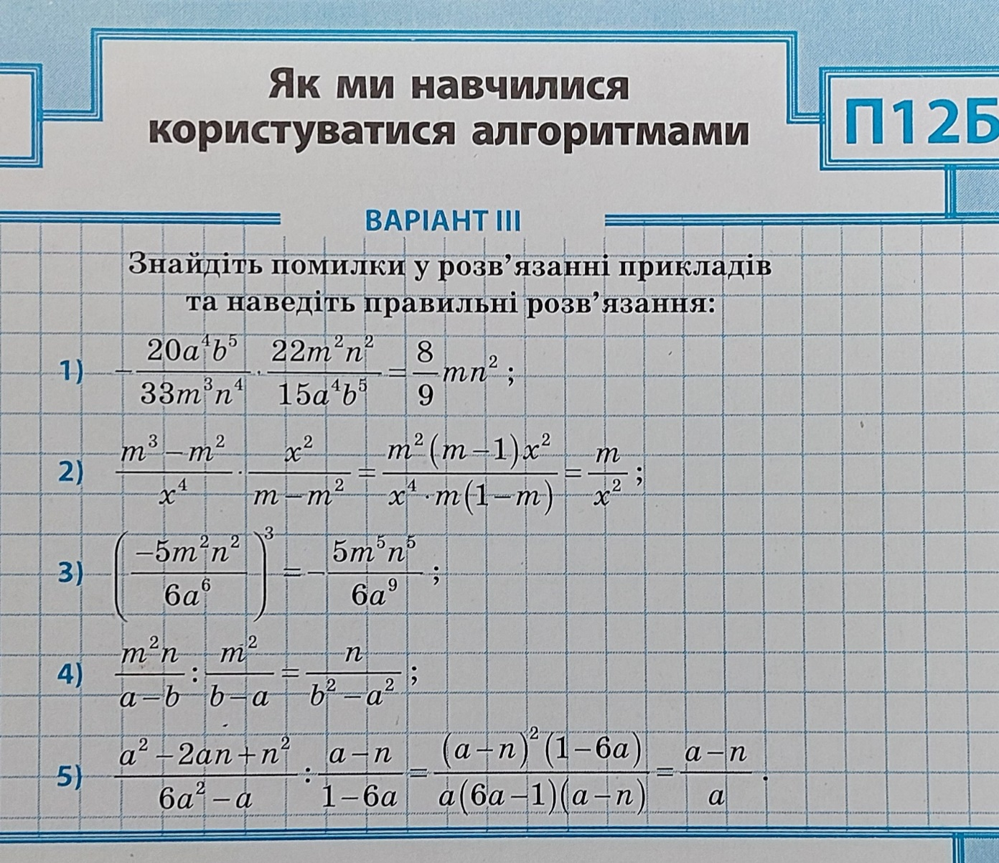 Як ми навчилися
користуватися алгоритмами
П12Б
ВАРІАНТ III
Знайдіть помилки у розв’язанні прикладів
та наведіть правильні розв’язання:
1) $-\frac{20a^4b^5}{33m^3n^4} \cdot \frac{22m^2n^2}{15a^4b^5} = \frac{8}{9}mn^2;$
2) $\frac{m^3-m^2}{x^4} \cdot \frac{x^2}{m-m^2} = \frac{m^2(m-1)x^2}{x^4 \cdot m(1-m)} = \frac{m}{x^2};$
3) $\left(\frac{-5m^2n^2}{6a^6}\right)^3 = -\frac{5m^5n^5}{6a^9};$
4) $\frac{m^2n}{a-b} : \frac{m^2}{b-a} = \frac{n}{b^2-a^2};$
5) $\frac{a^2-2an+n^2}{6a^2-a} : \frac{a-n}{1-6a} = \frac{(a-n)^2(1-6a)}{a(6a-1)(a-n)} = \frac{a-n}{a}.$